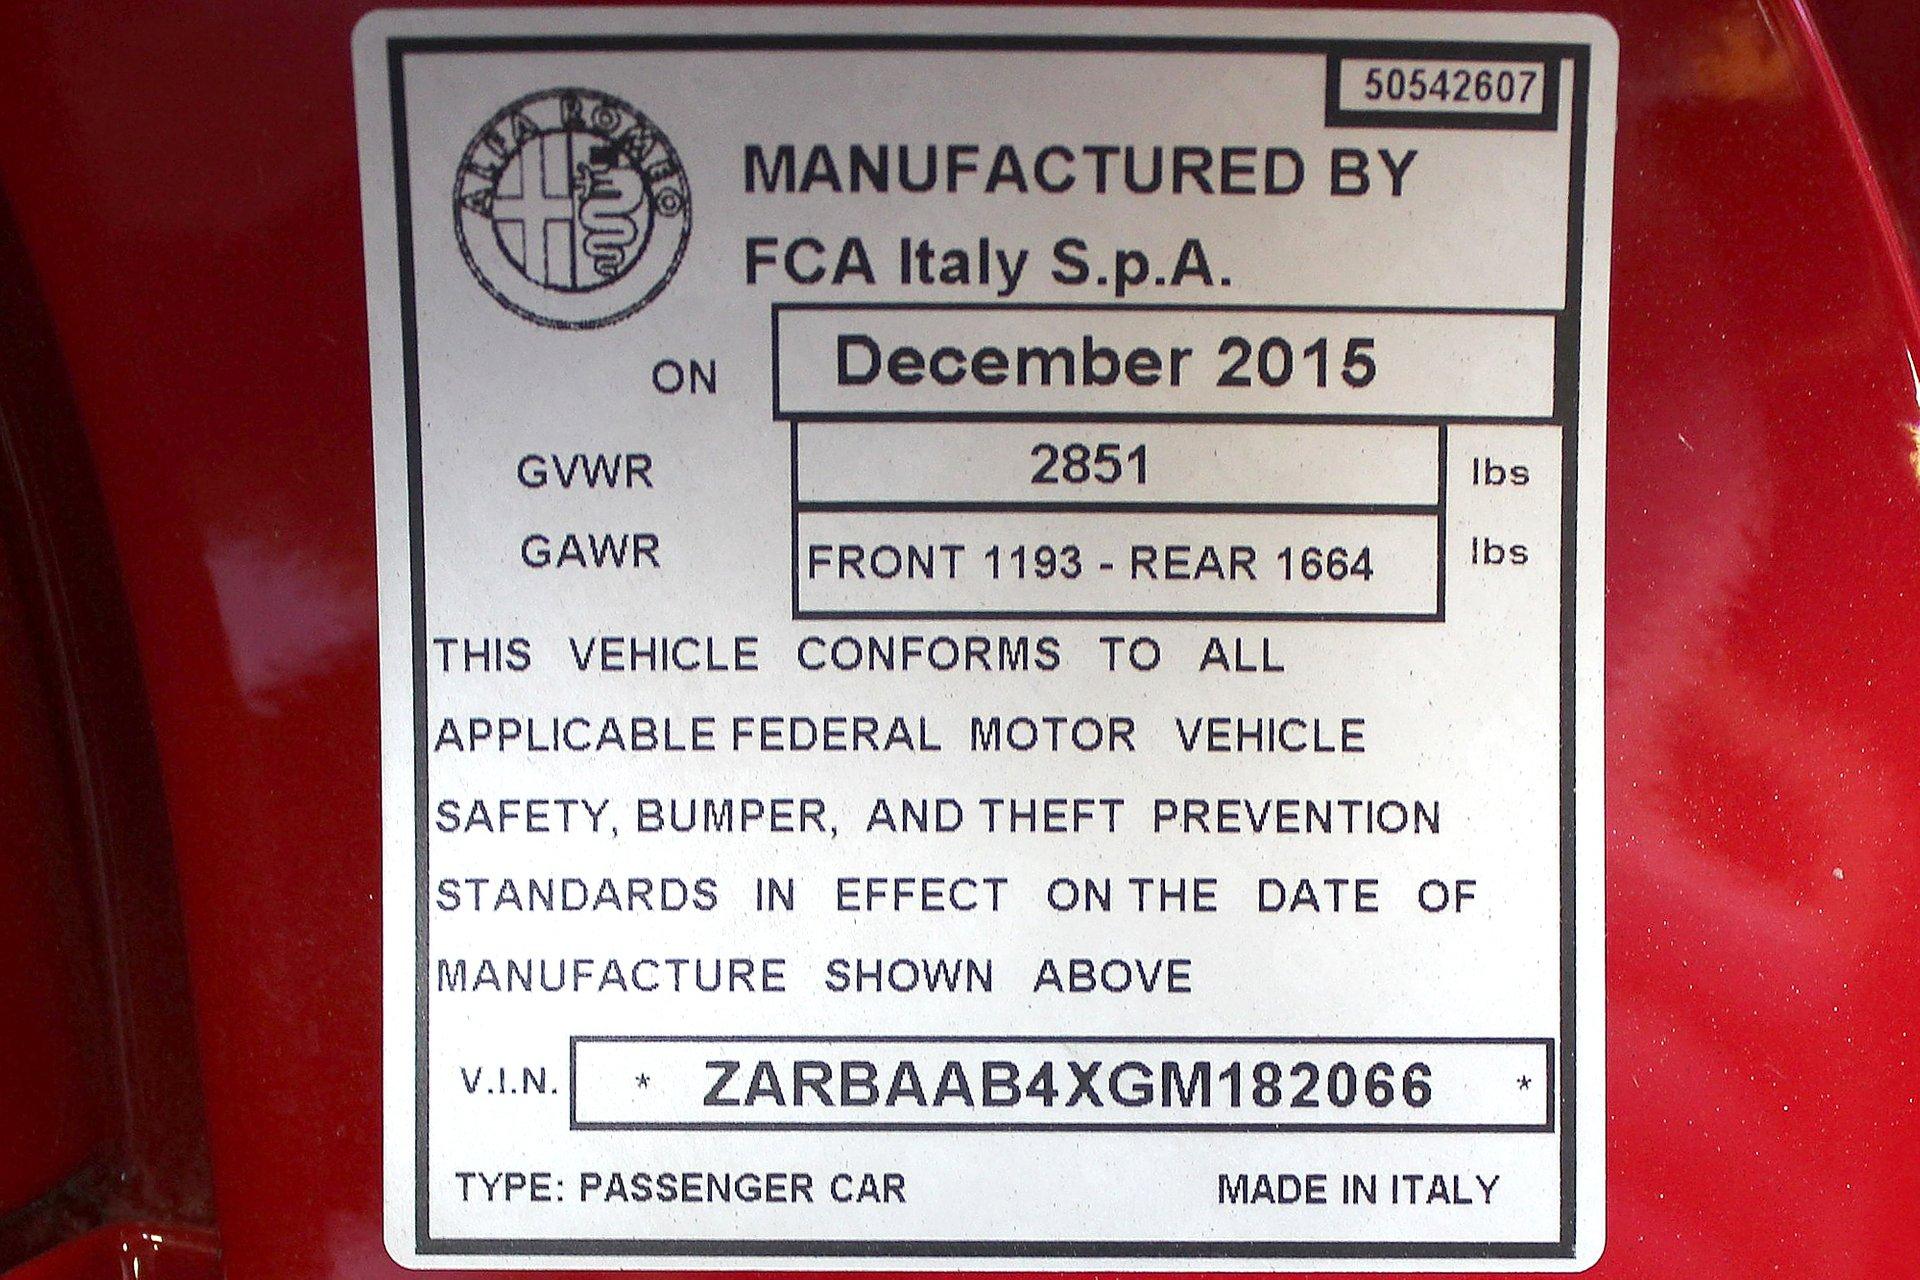 50542607
ALFA ROMEO
MANUFACTURED BY
FCA Italy S.p.A.
ON December 2015
GVWR 2851 lbs
GAWR FRONT 1193 - REAR 1664 lbs
THIS VEHICLE CONFORMS TO ALL
APPLICABLE FEDERAL MOTOR VEHICLE
SAFETY, BUMPER, AND THEFT PREVENTION
STANDARDS IN EFFECT ON THE DATE OF
MANUFACTURE SHOWN ABOVE
V.I.N. * ZARBAAB4XGM182066 *
TYPE: PASSENGER CAR MADE IN ITALY